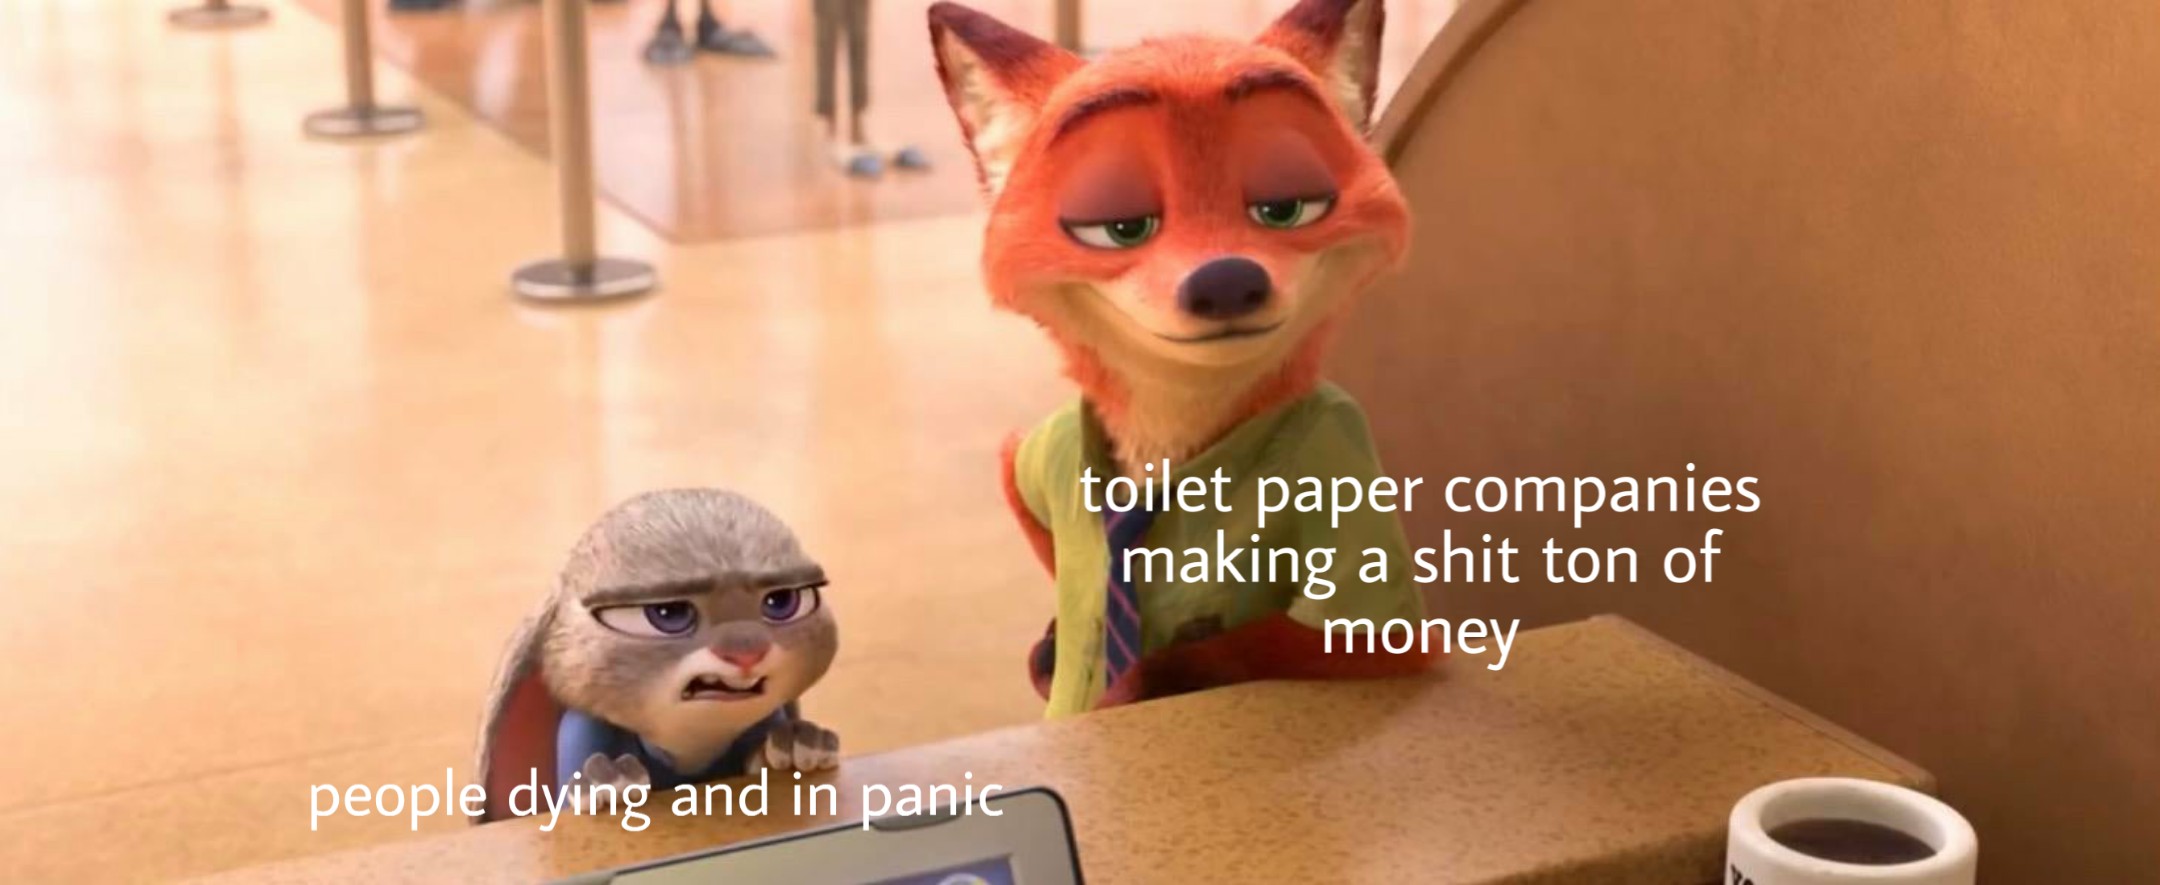 toilet paper companies
making a shit ton of
money
people dying and in panic